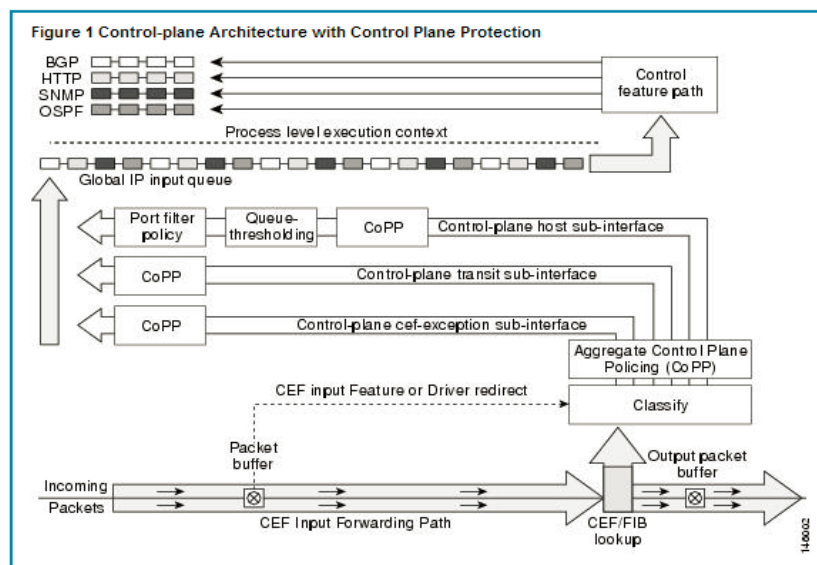 Figure 1 Control-plane Architecture with Control Plane Protection
BGP
HTTP
SNMP
OSPF
Control
feature path
Process level execution context
Global IP input queue
Port filter
policy
Queue-
thresholding
CoPP
Control-plane host sub-interface
CoPP
Control-plane transit sub-interface
CoPP
Control-plane cef-exception sub-interface
Aggregate Control Plane
Policing (CoPP)
CEF input Feature or Driver redirect
Classify
Packet
buffer
Output packet
buffer
Incoming
Packets
CEF Input Forwarding Path
CEF/FIB
lookup
146002